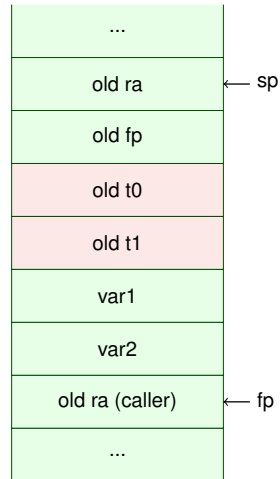 ...
old ra
sp
old fp
old t0
old t1
var1
var2
old ra (caller)
fp
...